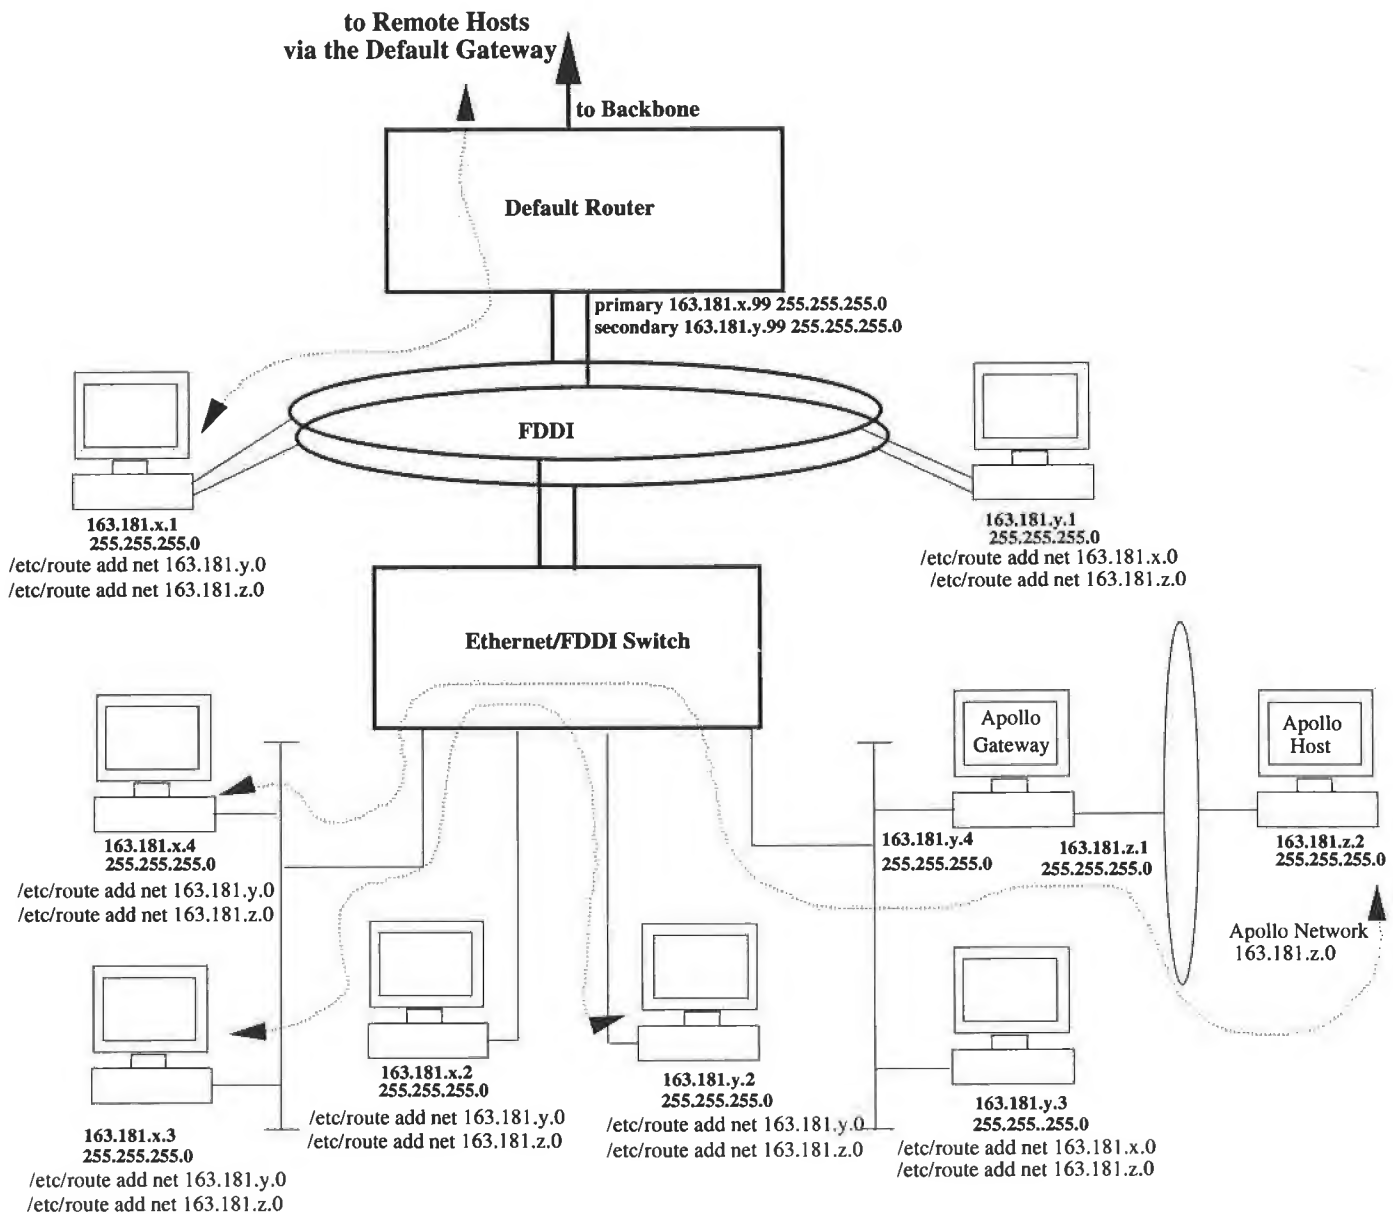 to Remote Hosts
via the Default Gateway
to Backbone
Default Router
primary 163.181.x.99 255.255.255.0
secondary 163.181.y.99 255.255.255.0
FDDI
163.181.x.1
255.255.255.0
/etc/route add net 163.181.y.0
/etc/route add net 163.181.z.0
163.181.y.1
255.255.255.0
/etc/route add net 163.181.x.0
/etc/route add net 163.181.z.0
Ethernet/FDDI Switch
163.181.x.4
255.255.255.0
/etc/route add net 163.181.y.0
/etc/route add net 163.181.z.0
Apollo
Gateway
163.181.y.4
255.255.255.0
163.181.z.1
255.255.255.0
Apollo
Host
163.181.z.2
255.255.255.0
Apollo Network
163.181.z.0
163.181.x.3
255.255.255.0
/etc/route add net 163.181.y.0
/etc/route add net 163.181.z.0
163.181.x.2
255.255.255.0
/etc/route add net 163.181.y.0
/etc/route add net 163.181.z.0
163.181.y.2
255.255.255.0
/etc/route add net 163.181.y.0
/etc/route add net 163.181.z.0
163.181.y.3
255.255..255.0
/etc/route add net 163.181.x.0
/etc/route add net 163.181.z.0